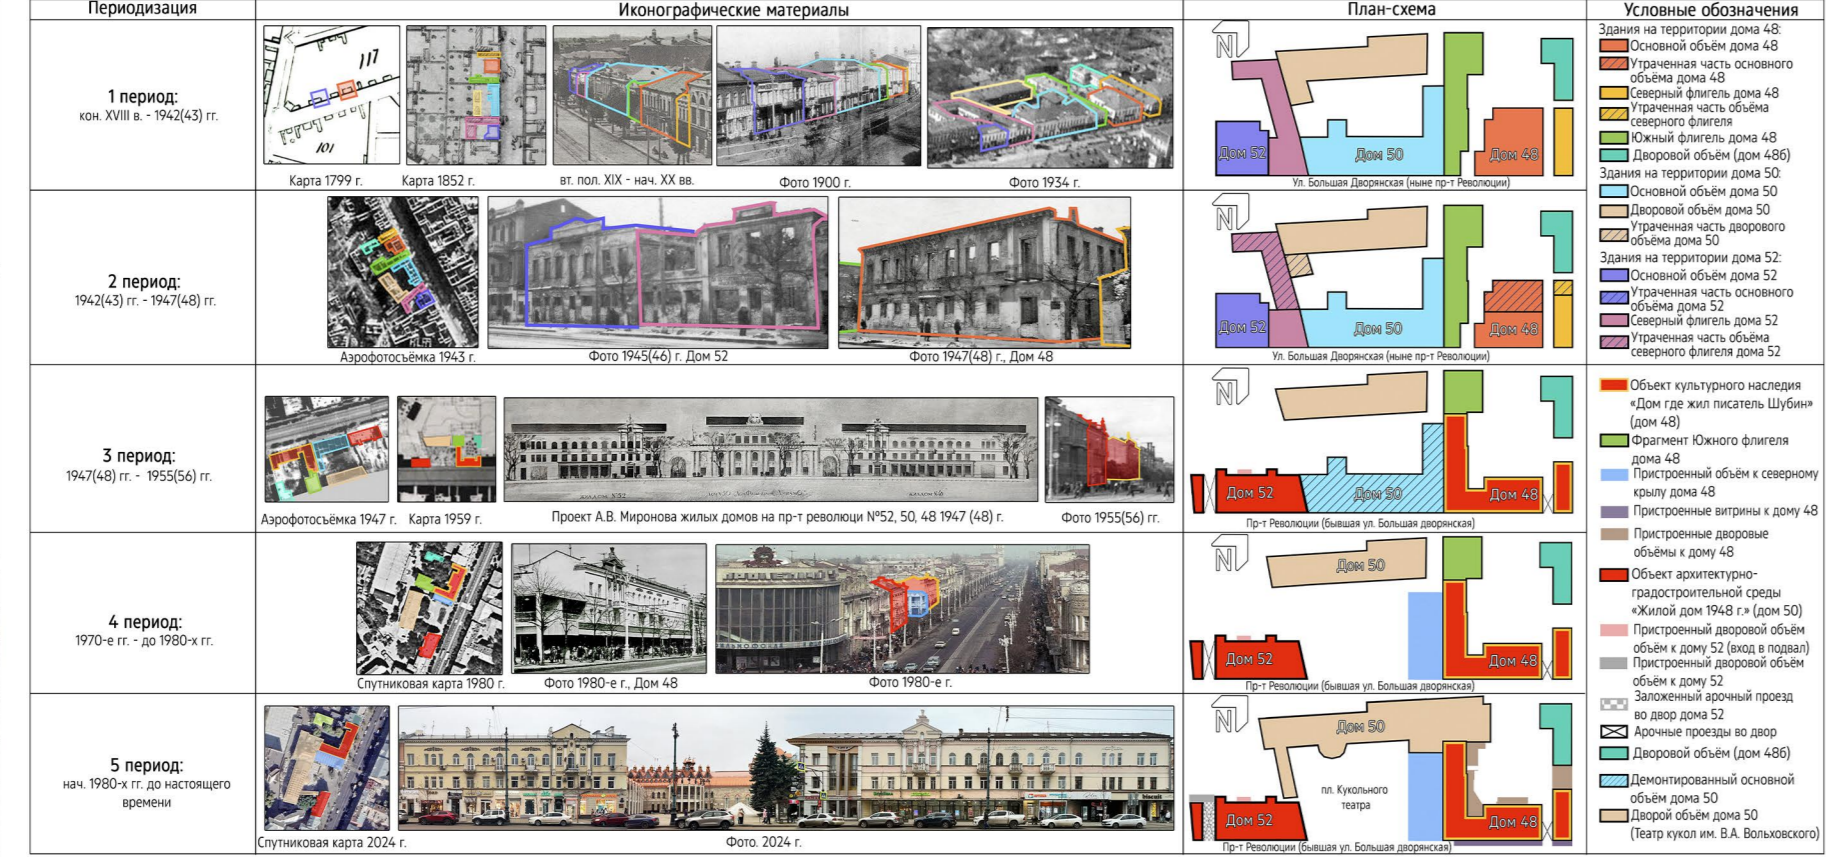 Периодизация
Иконографические материалы
План-схема
Условные обозначения
1 период:
кон. XVIII в. - 1942(43) гг.
117
101
Карта 1799 г.
Карта 1852 г.
вт. пол. XIX - нач. XX вв.
Фото 1900 г.
Фото 1934 г.
N
Дом 52
Дом 50
Дом 48
Ул. Большая Дворянская (ныне пр-т Революции)
2 период:
1942(43) гг. - 1947(48) гг.
Аэрофотосъёмка 1943 г.
Фото 1945(46) г. Дом 52
Фото 1947(48) г., Дом 48
N
Дом 52
Дом 50
Дом 48
Ул. Большая Дворянская (ныне пр-т Революции)
3 период:
1947(48) гг. - 1955(56) гг.
Аэрофотосъёмка 1947 г.
Карта 1959 г.
Проект А.В. Миронова жилых домов на пр-т революци №52, 50, 48 1947 (48) г.
Фото 1955(56) гг.
N
Дом 52
Дом 50
Дом 48
Пр-т Революции (бывшая ул. Большая дворянская)
4 период:
1970-е гг. - до 1980-х гг.
Спутниковая карта 1980 г.
Фото 1980-е г., Дом 48
Фото 1980-е г.
N
Дом 50
Дом 52
Дом 48
Пр-т Революции (бывшая ул. Большая дворянская)
5 период:
нач. 1980-х гг. до настоящего
времени
Спутниковая карта 2024 г.
Фото. 2024 г.
N
Дом 50
пл. Кукольного
театра
Дом 52
Дом 48
Пр-т Революции (бывшая ул. Большая дворянская)
Здания на территории дома 48:
Основной объём дома 48
Утраченная часть основного
объёма дома 48
Северный флигель дома 48
Утраченная часть объёма
северного флигеля
Южный флигель дома 48
Дворовой объём (дом 48б)
Здания на территории дома 50:
Основной объём дома 50
Дворовой объём дома 50
Утраченная часть дворового
объёма дома 50
Здания на территории дома 52:
Основной объём дома 52
Утраченная часть основного
объёма дома 52
Северный флигель дома 52
Утраченная часть объёма
северного флигеля дома 52
Объект культурного наследия
«Дом где жил писатель Шубин»
(дом 48)
Фрагмент Южного флигеля
дома 48
Пристроенный объём к северному
крылу дома 48
Пристроенные витрины к дому 48
Пристроенные дворовые
объёмы к дому 48
Объект архитектурно-
градостроительной среды
«Жилой дом 1948 г.» (дом 50)
Пристроенный дворовой объём
объём к дому 52 (вход в подвал)
Пристроенный дворовой объём
объём к дому 52
Заложенный арочный проезд
во двор дома 52
Арочные проезды во двор
Дворовой объём (дом 48б)
Демонтированный основной
объём дома 50
Дворой объём дома 50
(Театр кукол им. В.А. Вольховского)